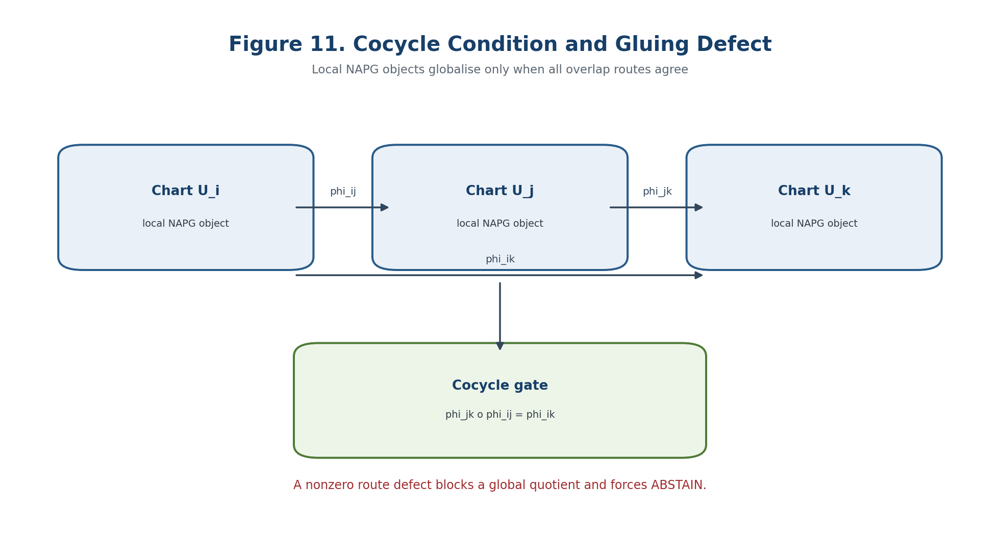 Figure 11. Cocycle Condition and Gluing Defect
Local NAPG objects globalise only when all overlap routes agree
Chart U_i
local NAPG object
phi_ij
Chart U_j
local NAPG object
phi_jk
Chart U_k
local NAPG object
phi_ik
Cocycle gate
phi_jk o phi_ij = phi_ik
A nonzero route defect blocks a global quotient and forces ABSTAIN.